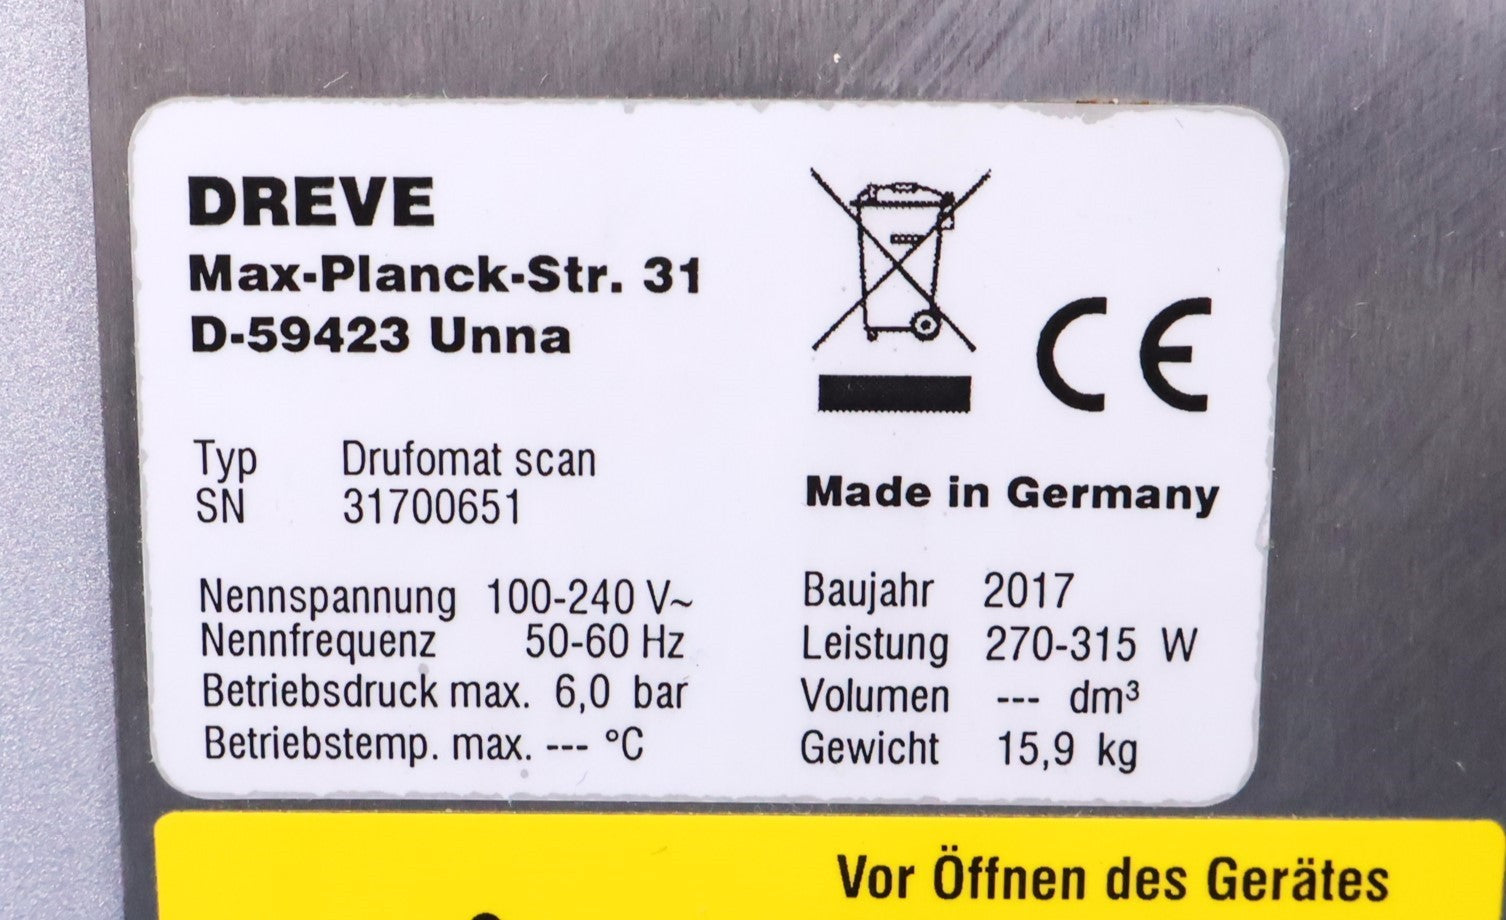 DREVE
Max-Planck-Str. 31
D-59423 Unna
Typ Drufomat scan
SN 31700651
CE
Made in Germany
Nennspannung 100-240 V~
Nennfrequenz 50-60 Hz
Betriebsdruck max. 6,0 bar
Betriebstemp. max. --- °C
Baujahr 2017
Leistung 270-315 W
Volumen --- dm³
Gewicht 15,9 kg
Vor Öffnen des Gerätes